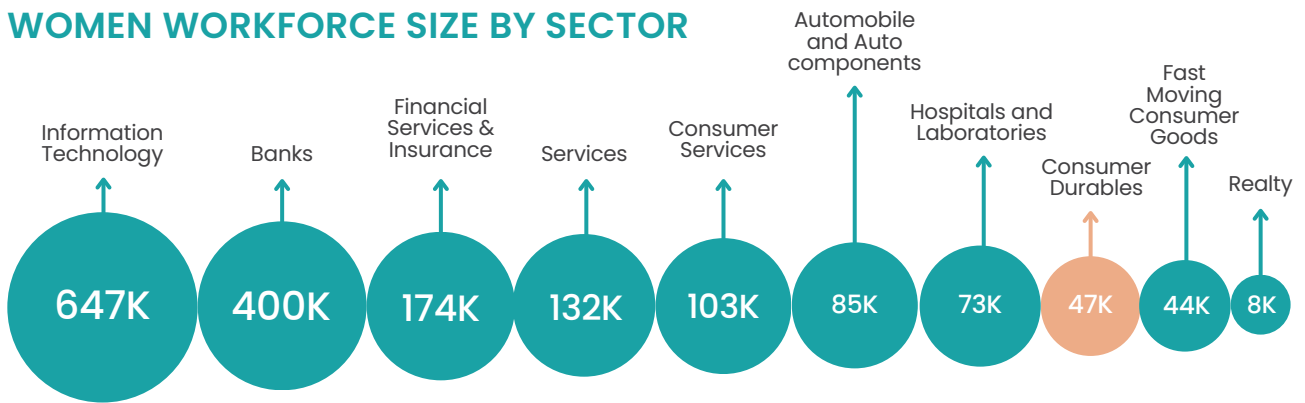 WOMEN WORKFORCE SIZE BY SECTOR
Information
Technology
Banks
Financial
Services &
Insurance
Services
Consumer
Services
Automobile
and Auto
components
Hospitals and
Laboratories
Consumer
Durables
Fast
Moving
Consumer
Goods
Realty
647K
400K
174K
132K
103K
85K
73K
47K
44K
8K